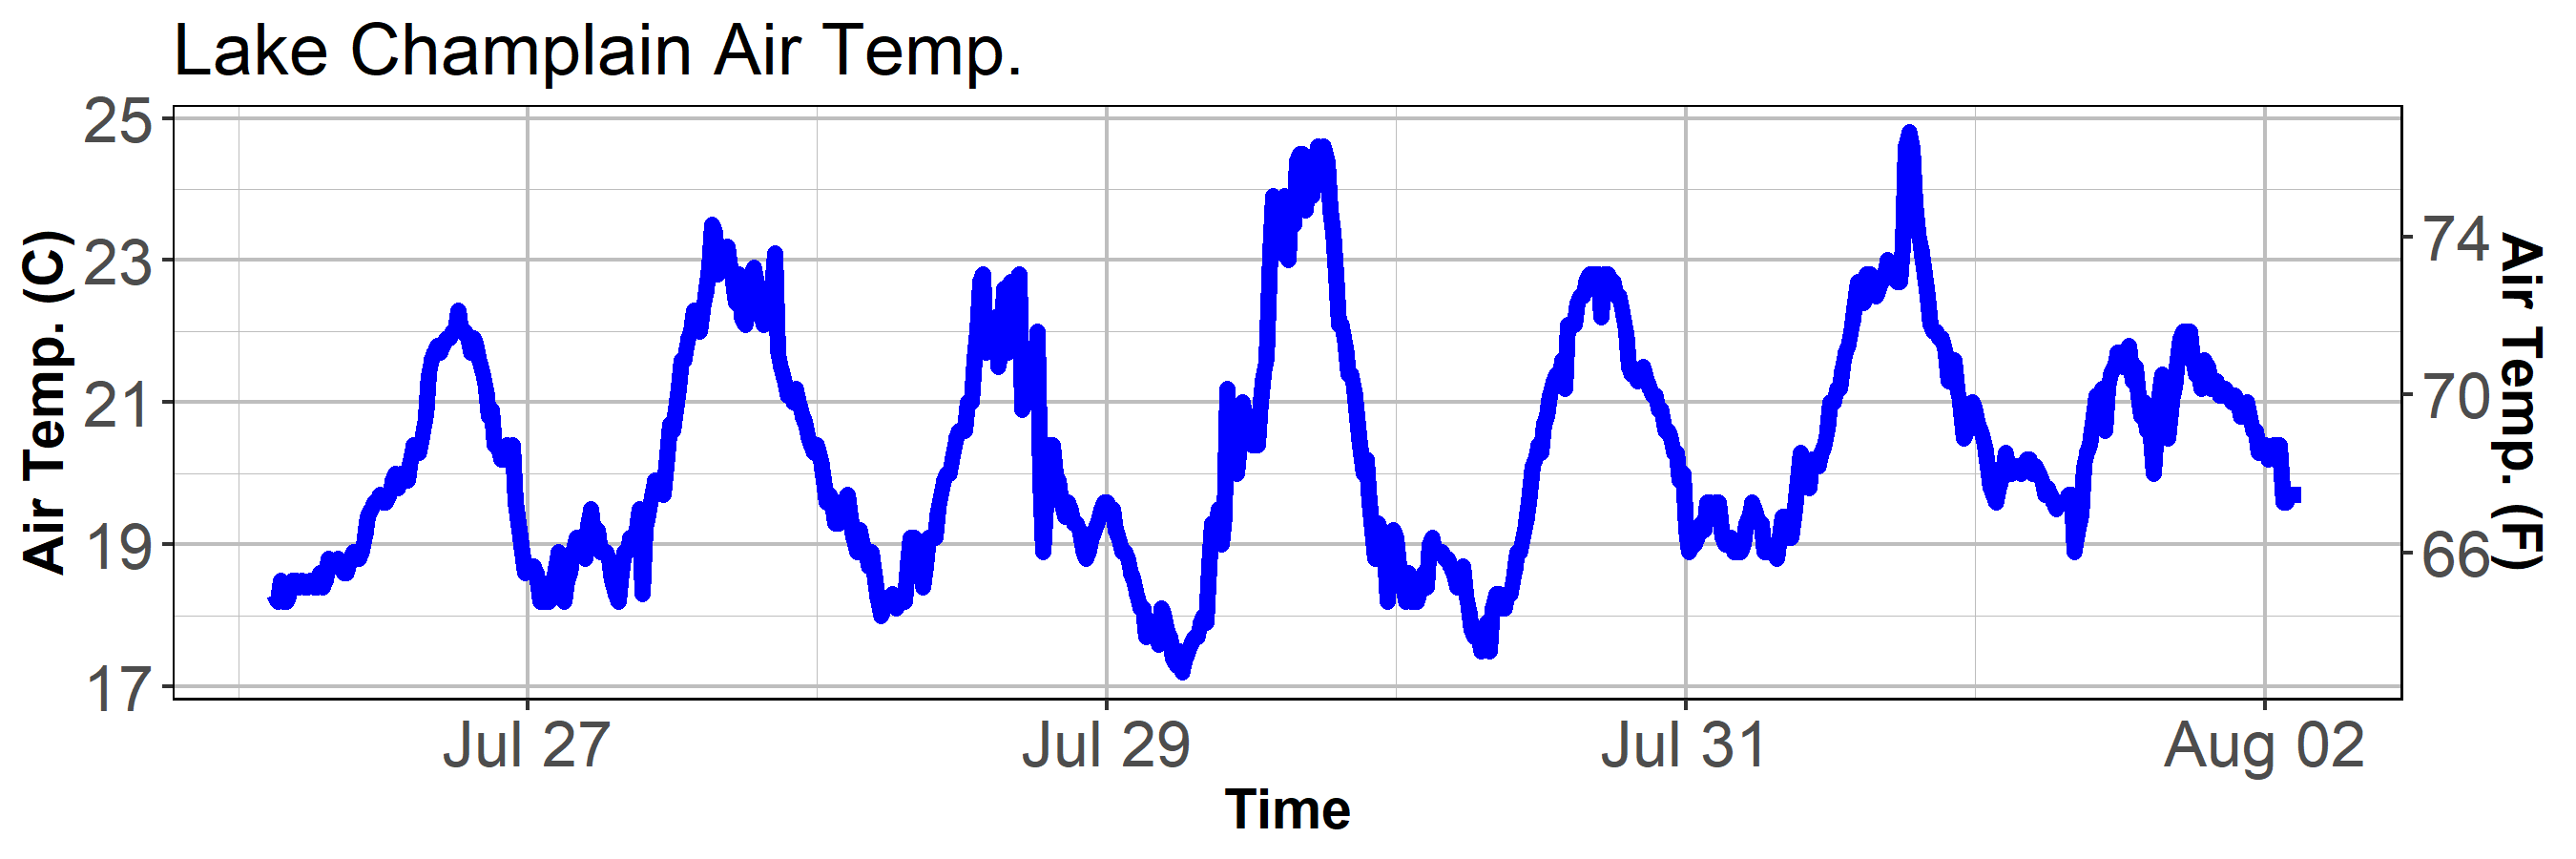 Lake Champlain Air Temp.
25
23
21
19
17
Air Temp. (C)
74
70
66
Air Temp. (F)
Jul 27
Jul 29
Jul 31
Aug 02
Time